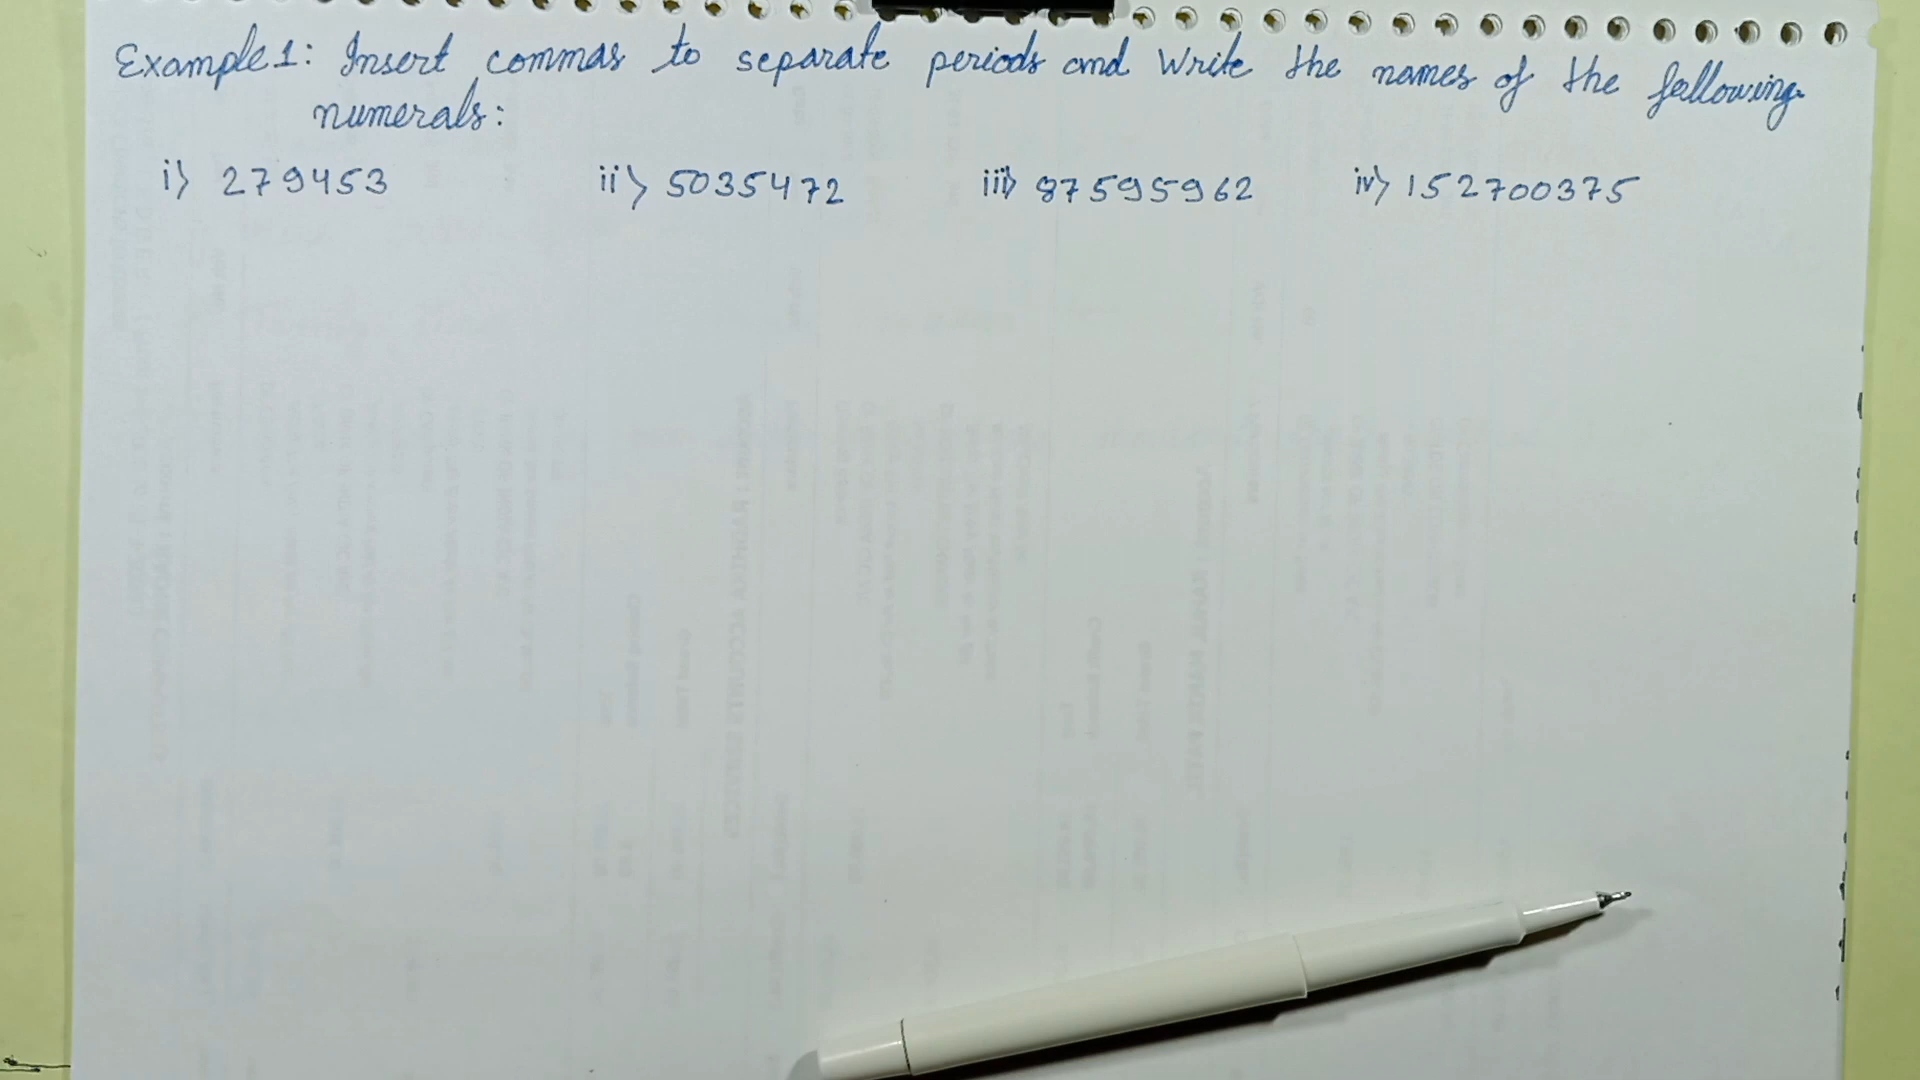 Example 1: Insert commas to separate periods and Write the names of the following
numerals:
i) 279453 ii) 5035472 iii) 87595962 iv) 152700375